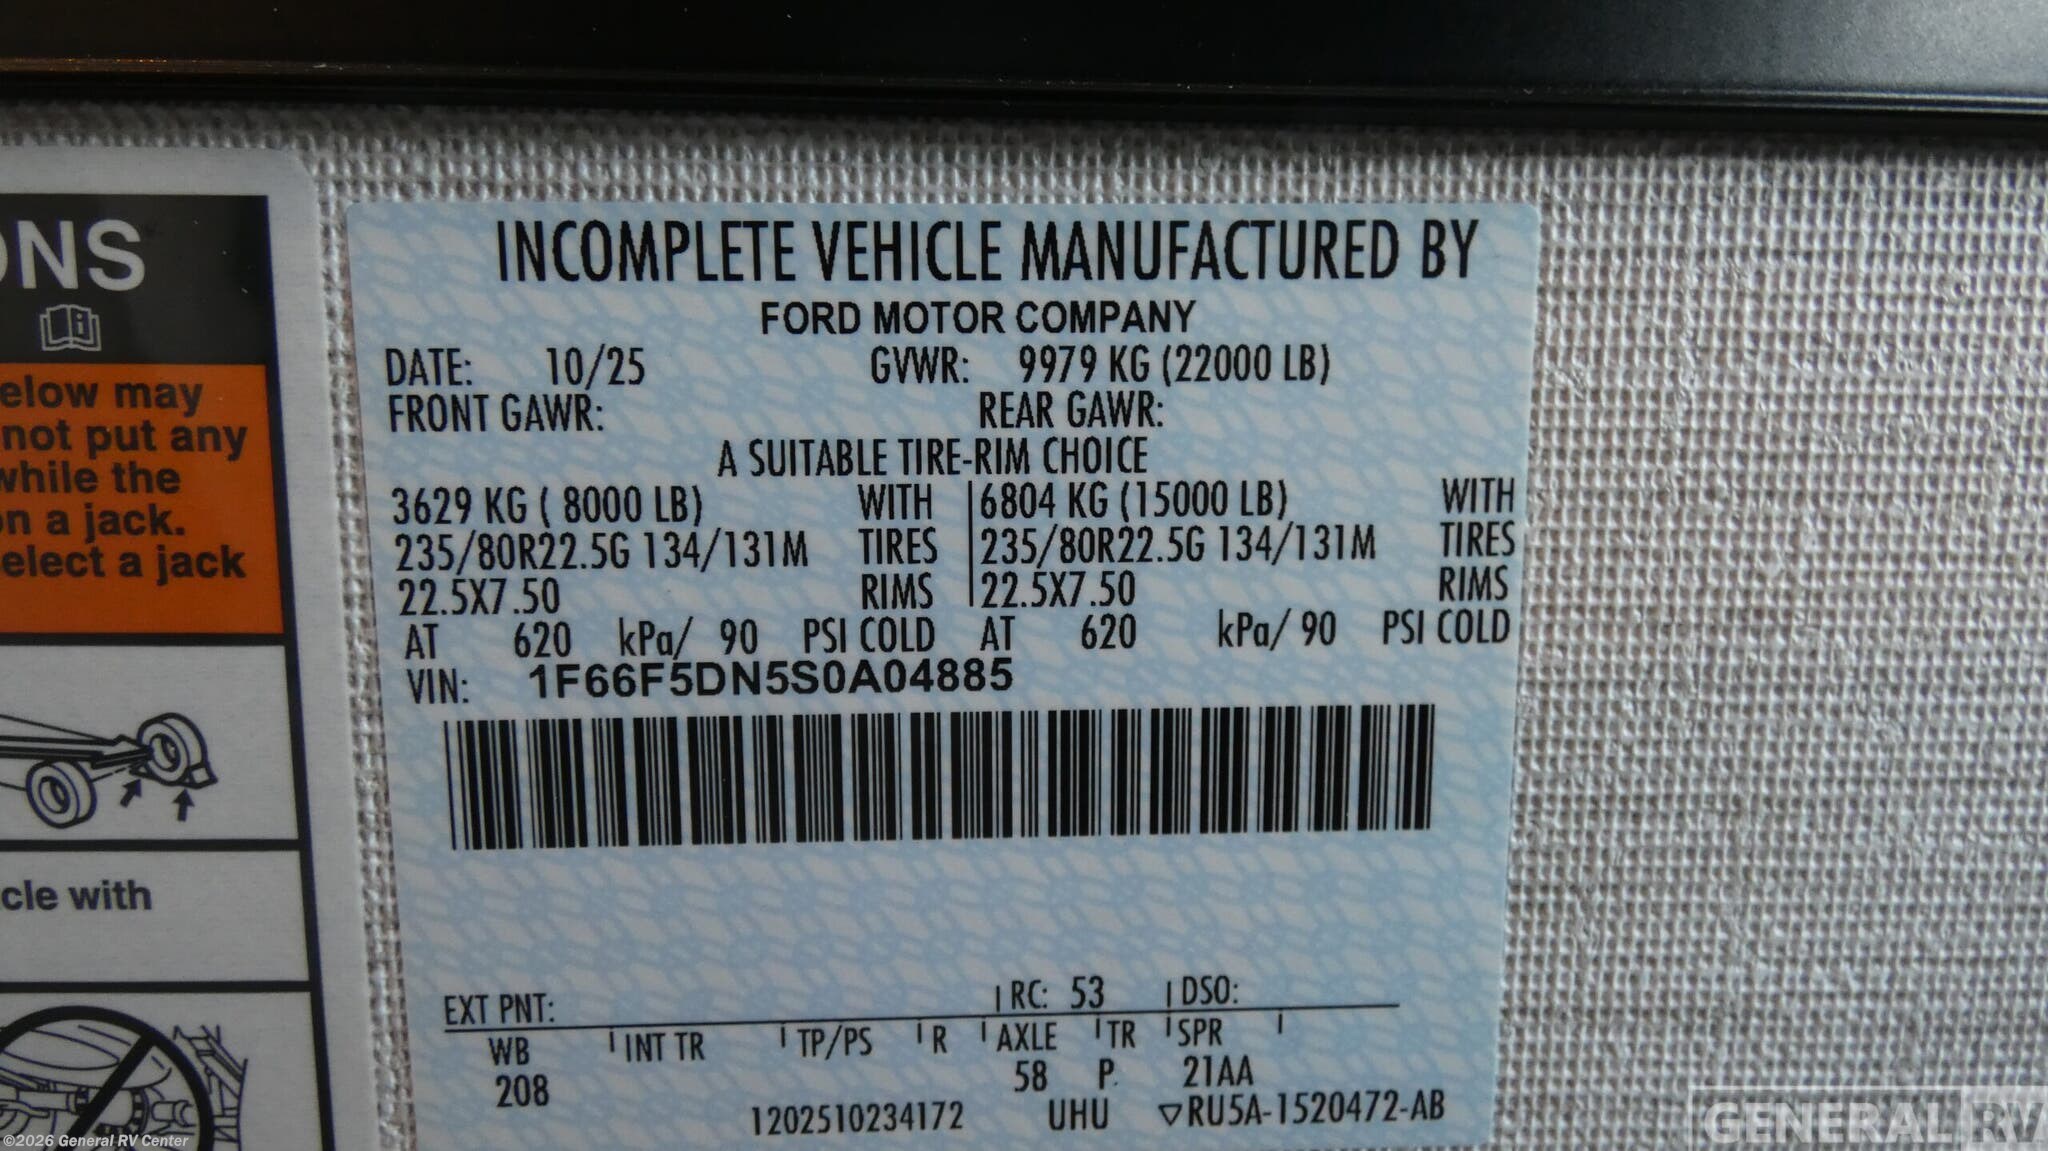 ONS
elow may
not put any
while the
on a jack.
elect a jack
cle with
INCOMPLETE VEHICLE MANUFACTURED BY
FORD MOTOR COMPANY
DATE: 10/25 GVWR: 9979 KG (22000 LB)
FRONT GAWR: REAR GAWR:
A SUITABLE TIRE-RIM CHOICE
3629 KG ( 8000 LB) WITH 6804 KG (15000 LB) WITH
235/80R22.5G 134/131M TIRES 235/80R22.5G 134/131M TIRES
22.5X7.50 RIMS 22.5X7.50 RIMS
AT 620 kPa/ 90 PSI COLD AT 620 kPa/ 90 PSI COLD
VIN: 1F66F5DN5S0A04885
EXT PNT: RC: 53 DSO:
WB INT TR TP/PS R AXLE TR SPR
208 58 P 21AA
1202510234172 UHU ▽RU5A-1520472-AB
©2026 General RV Center
GENERAL RV